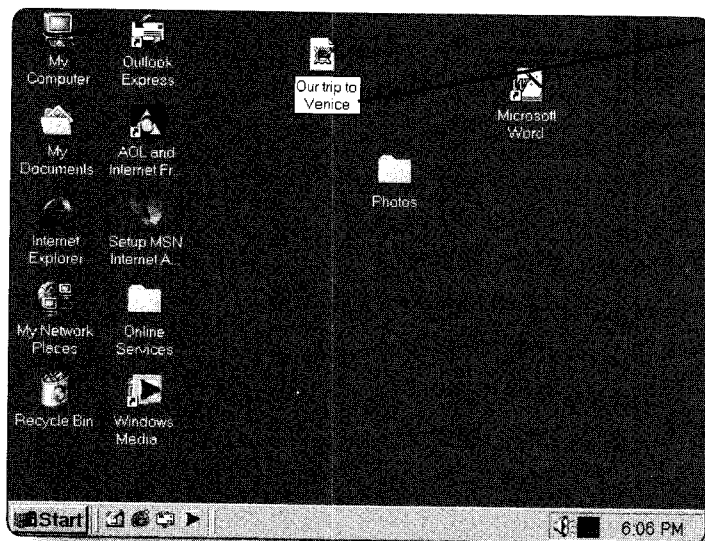 My
Computer
Outlook
Express
Our trip to
Venice
Microsoft
Word
My
Documents
AOL and
Internet Fr...
Photos
Internet
Explorer
Setup MSN
Internet A...
My Network
Places
Online
Services
Recycle Bin
Windows
Media
Start
6:06 PM